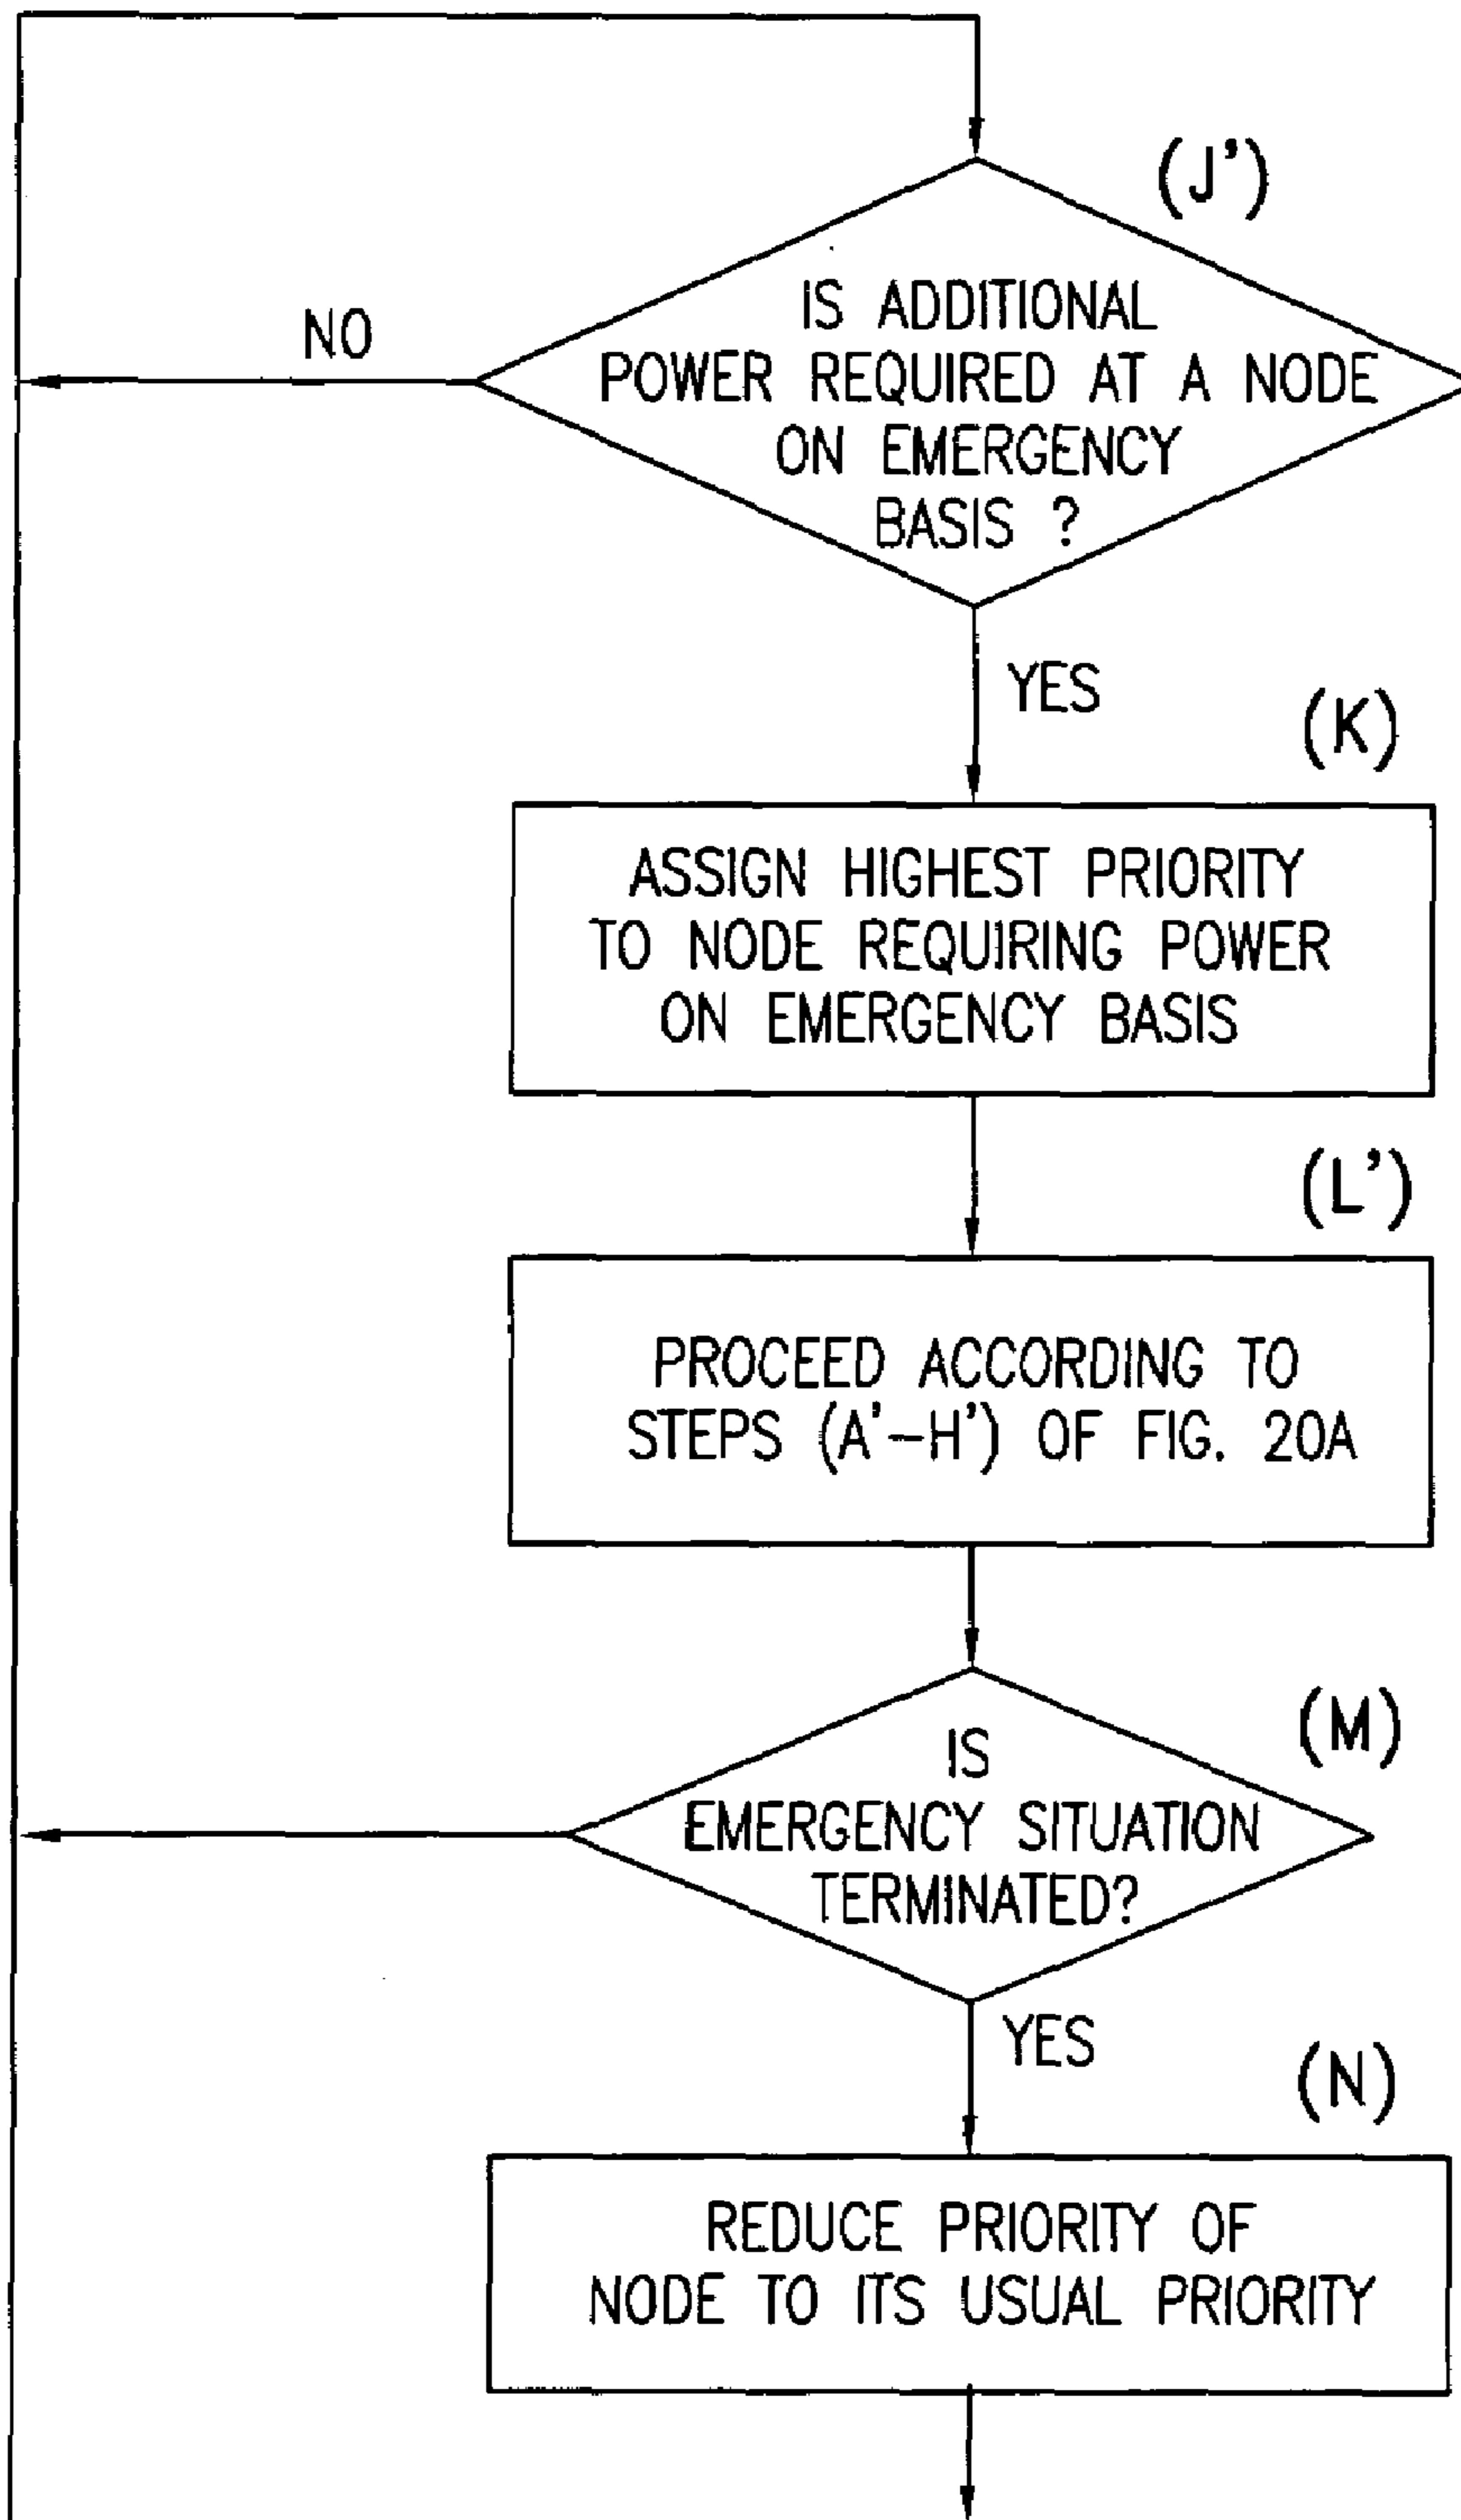 (J')
IS ADDITIONAL
POWER REQUIRED AT A NODE
ON EMERGENCY
BASIS ?
NO
YES
(K)
ASSIGN HIGHEST PRIORITY
TO NODE REQUIRING POWER
ON EMERGENCY BASIS
(L')
PROCEED ACCORDING TO
STEPS (A'-H') OF FIG. 20A
(M)
IS
EMERGENCY SITUATION
TERMINATED?
YES
(N)
REDUCE PRIORITY OF
NODE TO ITS USUAL PRIORITY